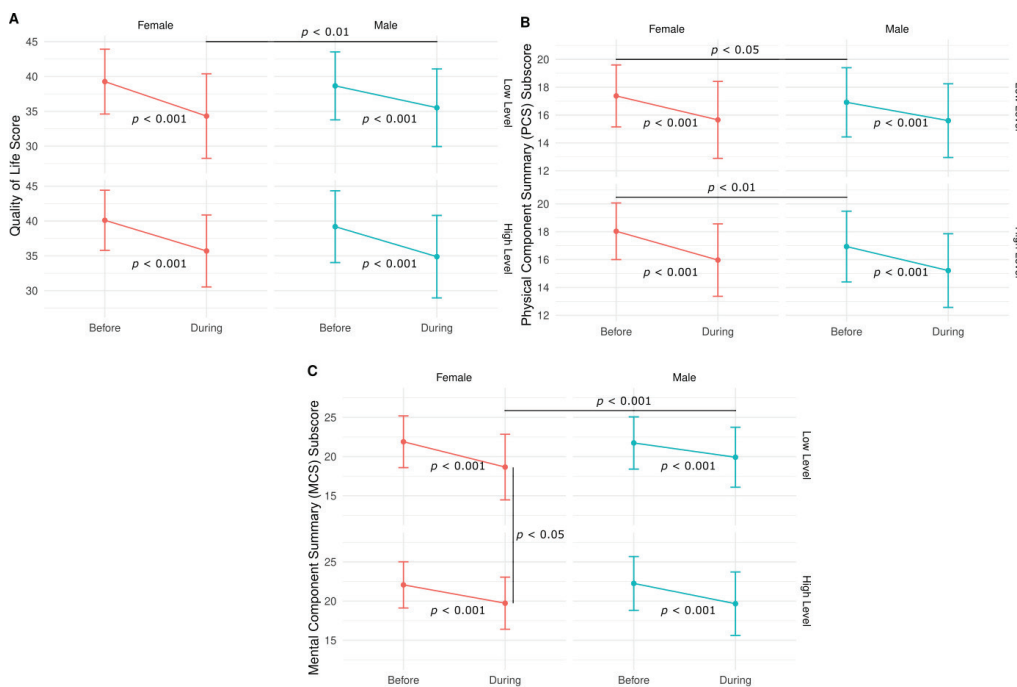 A
Female
Male
p < 0.01
45
40
35
30
p < 0.001
p < 0.001
Low Level
45
40
35
30
p < 0.001
p < 0.001
High Level
Quality of Life Score
Before
During
Before
During
B
Female
Male
p < 0.05
20
18
16
14
12
p < 0.001
p < 0.001
p < 0.01
20
18
16
14
12
p < 0.001
p < 0.001
Physical Component Summary (PCS) Subscore
Before
During
Before
During
C
Female
Male
p < 0.001
25
20
15
p < 0.001
p < 0.001
Low Level
p < 0.05
25
20
15
p < 0.001
p < 0.001
High Level
Mental Component Summary (MCS) Subscore
Before
During
Before
During